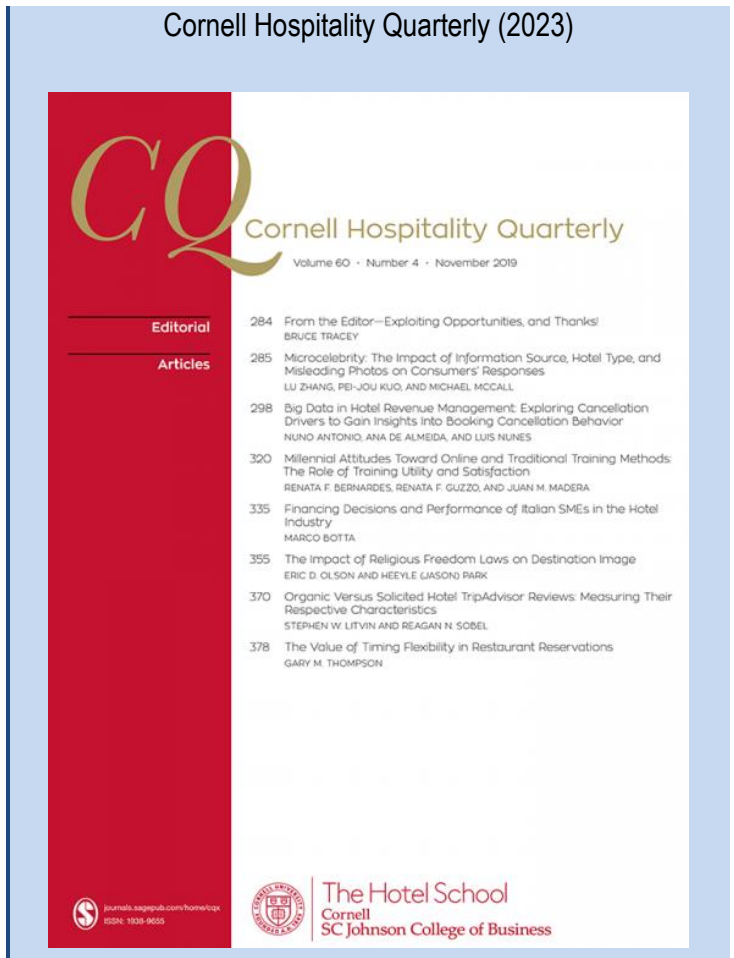 Cornell Hospitality Quarterly (2023)
CQ
Cornell Hospitality Quarterly
Volume 60 · Number 4 · November 2019
Editorial
284 From the Editor—Exploiting Opportunities, and Thanks!
BRUCE TRACEY
Articles
285 Microcelebrity: The Impact of Information Source, Hotel Type, and
Misleading Photos on Consumers' Responses
LU ZHANG, PEI-JOU KUO, AND MICHAEL MCCALL
298 Big Data in Hotel Revenue Management: Exploring Cancellation
Drivers to Gain Insights Into Booking Cancellation Behavior
NUNO ANTONIO, ANA DE ALMEIDA, AND LUIS NUNES
320 Millennial Attitudes Toward Online and Traditional Training Methods:
The Role of Training Utility and Satisfaction
RENATA F. BERNARDES, RENATA F. GUZZO, AND JUAN M. MADERA
335 Financing Decisions and Performance of Italian SMEs in the Hotel
Industry
MARCO BOTTA
355 The Impact of Religious Freedom Laws on Destination Image
ERIC D. OLSON AND HEEYLE (JASON) PARK
370 Organic Versus Solicited Hotel TripAdvisor Reviews: Measuring Their
Respective Characteristics
STEPHEN W. LITVIN AND REAGAN N. SOBEL
378 The Value of Timing Flexibility in Restaurant Reservations
GARY M. THOMPSON
S
journals.sagepub.com/home/cqx
ISSN: 1938-9655
The Hotel School
Cornell
SC Johnson College of Business